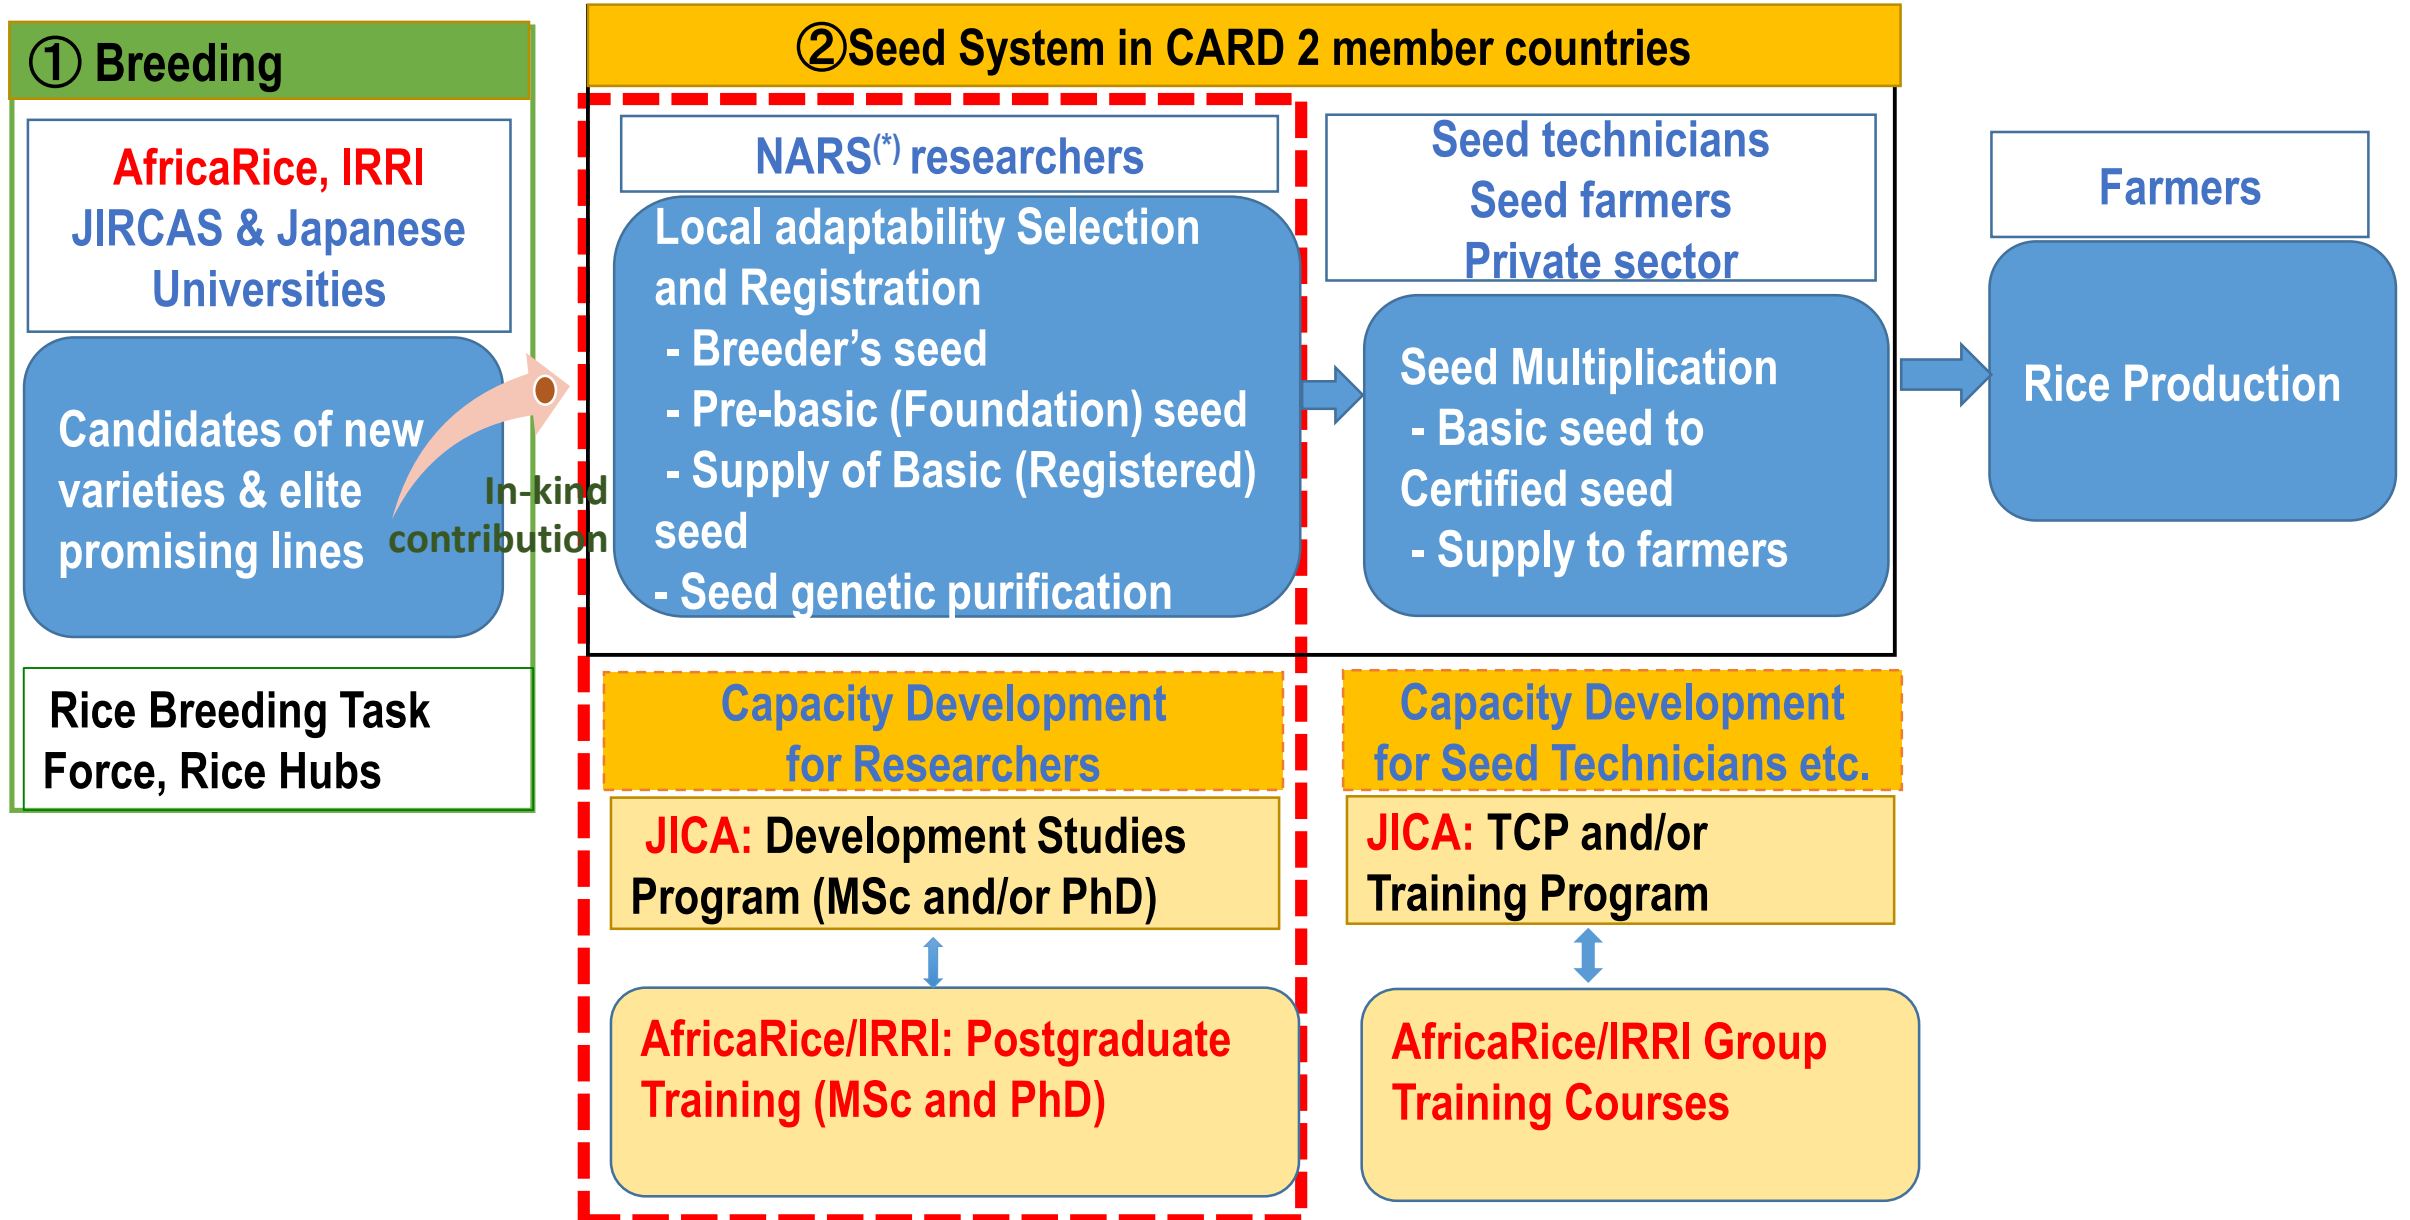 ① Breeding
AfricaRice, IRRI
JIRCAS & Japanese
Universities
Candidates of new
varieties & elite
promising lines
In-kind
contribution
Rice Breeding Task
Force, Rice Hubs
②Seed System in CARD 2 member countries
NARS(*) researchers
Local adaptability Selection
and Registration
- Breeder’s seed
- Pre-basic (Foundation) seed
- Supply of Basic (Registered)
seed
- Seed genetic purification
Seed technicians
Seed farmers
Private sector
Seed Multiplication
- Basic seed to
Certified seed
- Supply to farmers
Farmers
Rice Production
Capacity Development
for Researchers
JICA: Development Studies
Program (MSc and/or PhD)
AfricaRice/IRRI: Postgraduate
Training (MSc and PhD)
Capacity Development
for Seed Technicians etc.
JICA: TCP and/or
Training Program
AfricaRice/IRRI Group
Training Courses